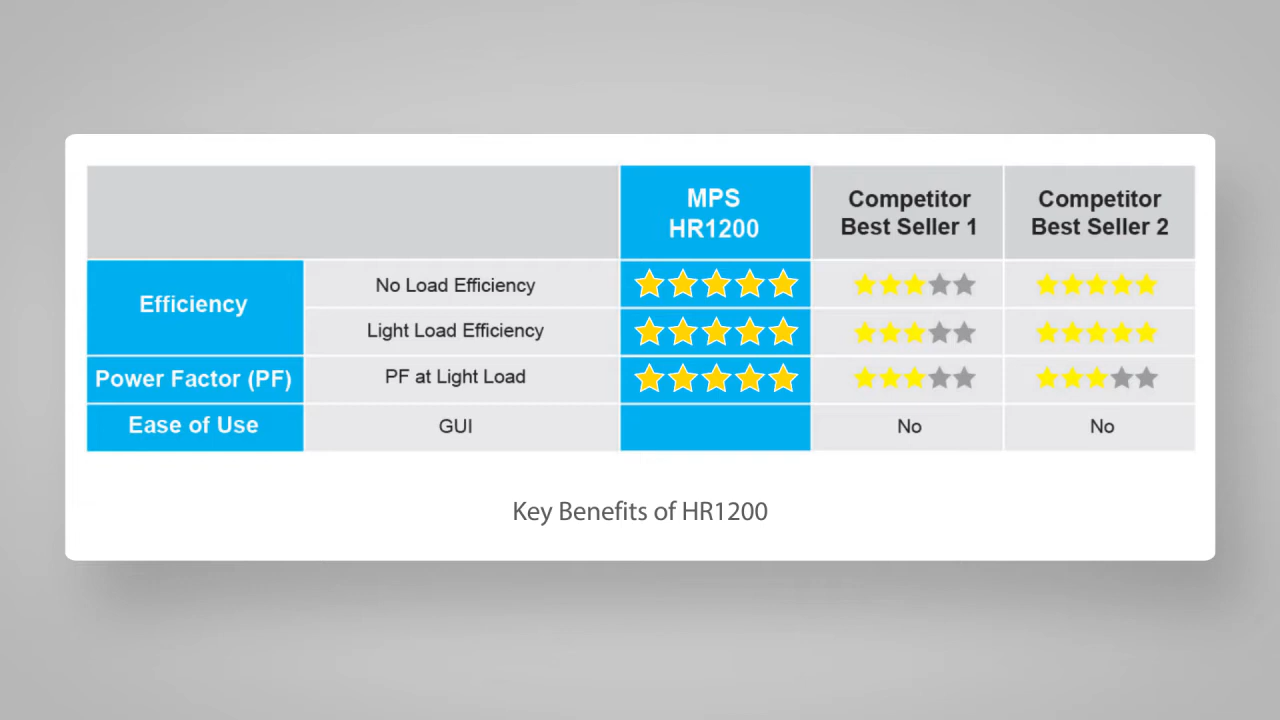 MPS
HR1200
Competitor
Best Seller 1
Competitor
Best Seller 2
Efficiency
No Load Efficiency
Light Load Efficiency
Power Factor (PF)
PF at Light Load
Ease of Use
GUI
No
No
Key Benefits of HR1200